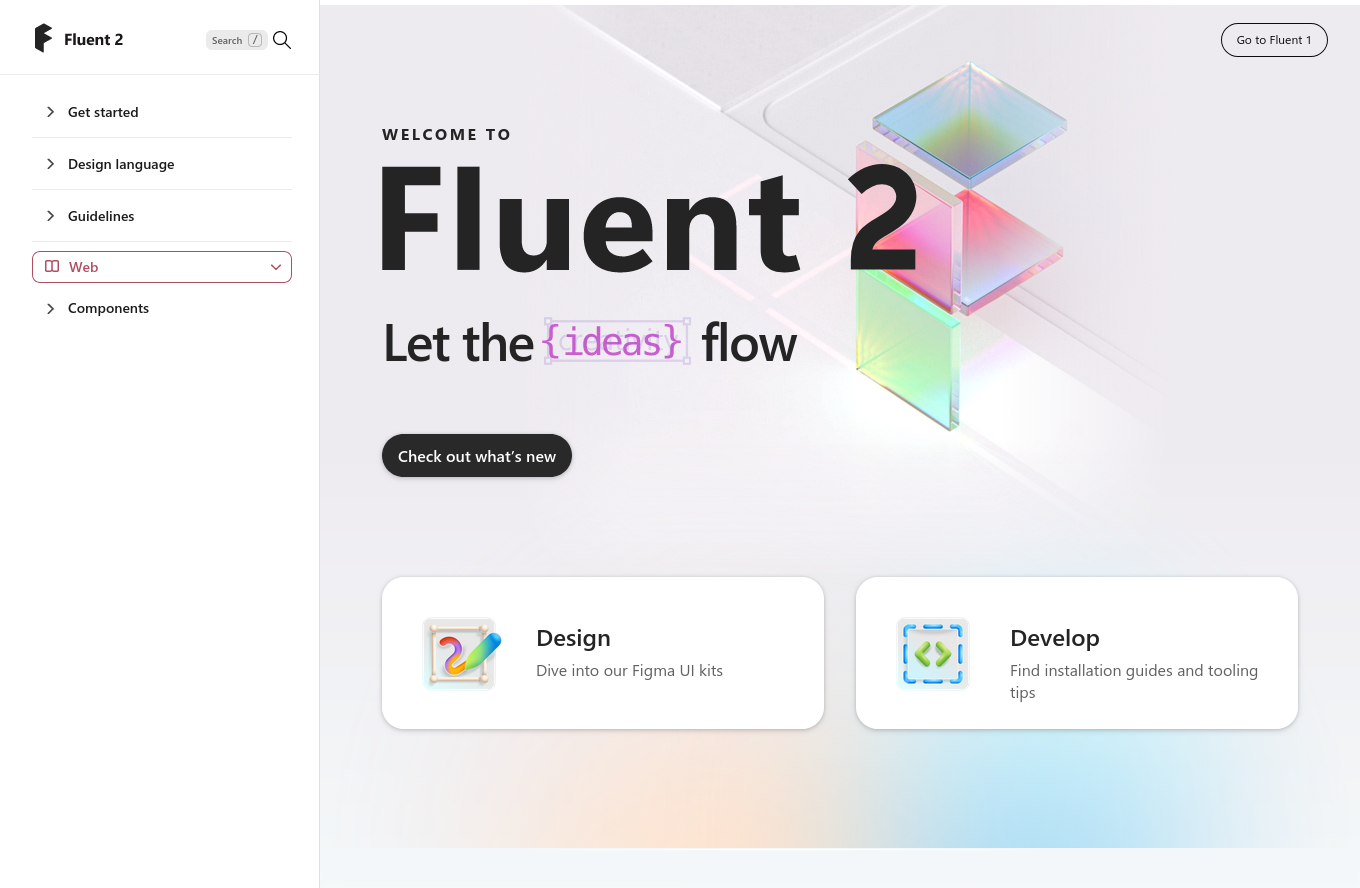 Fluent 2
Search /
Go to Fluent 1
Get started
Design language
Guidelines
Web
Components
WELCOME TO
Fluent 2
Let the {ideas} flow
Check out what's new
Design
Dive into our Figma UI kits
Develop
Find installation guides and tooling
tips